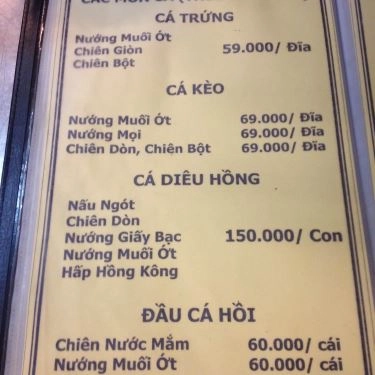 CÁ TRỨNG
Nướng Muối Ớt
Chiên Giòn 59.000/ Đĩa
Chiên Bột
CÁ KÈO
Nướng Muối Ớt 69.000/ Đĩa
Nướng Mọi 69.000/ Đĩa
Chiên Dòn, Chiên Bột 69.000/ Đĩa
CÁ DIÊU HỒNG
Nấu Ngót
Chiên Dòn
Nướng Giấy Bạc 150.000/ Con
Nướng Muối Ớt
Hấp Hồng Kông
ĐẦU CÁ HỒI
Chiên Nước Mắm 60.000/ cái
Nướng Muối Ớt 60.000/ cái